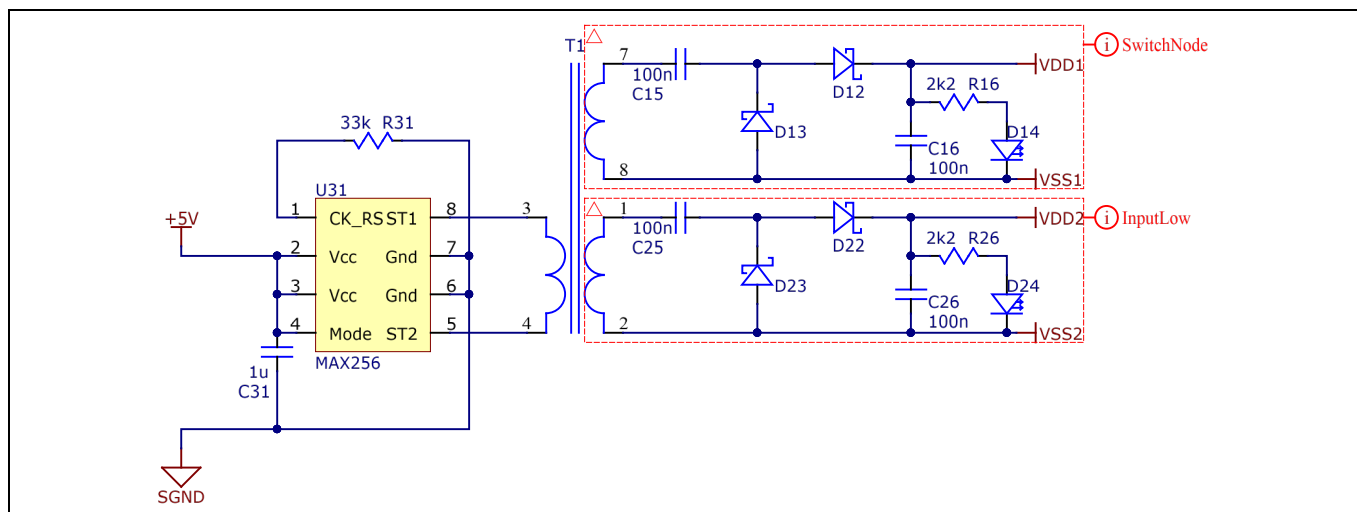 T1
7
100n
C15
D13
D12
2k2 R16
C16
100n
D14
VDD1
VSS1
8
SwitchNode
33k R31
U31
1 CK_RS ST1 8
2 Vcc Gnd 7
3 Vcc Gnd 6
4 Mode ST2 5
MAX256
+5V
1u
C31
SGND
3
4
1
100n
C25
D23
D22
2k2 R26
C26
100n
D24
VDD2
VSS2
2
InputLow